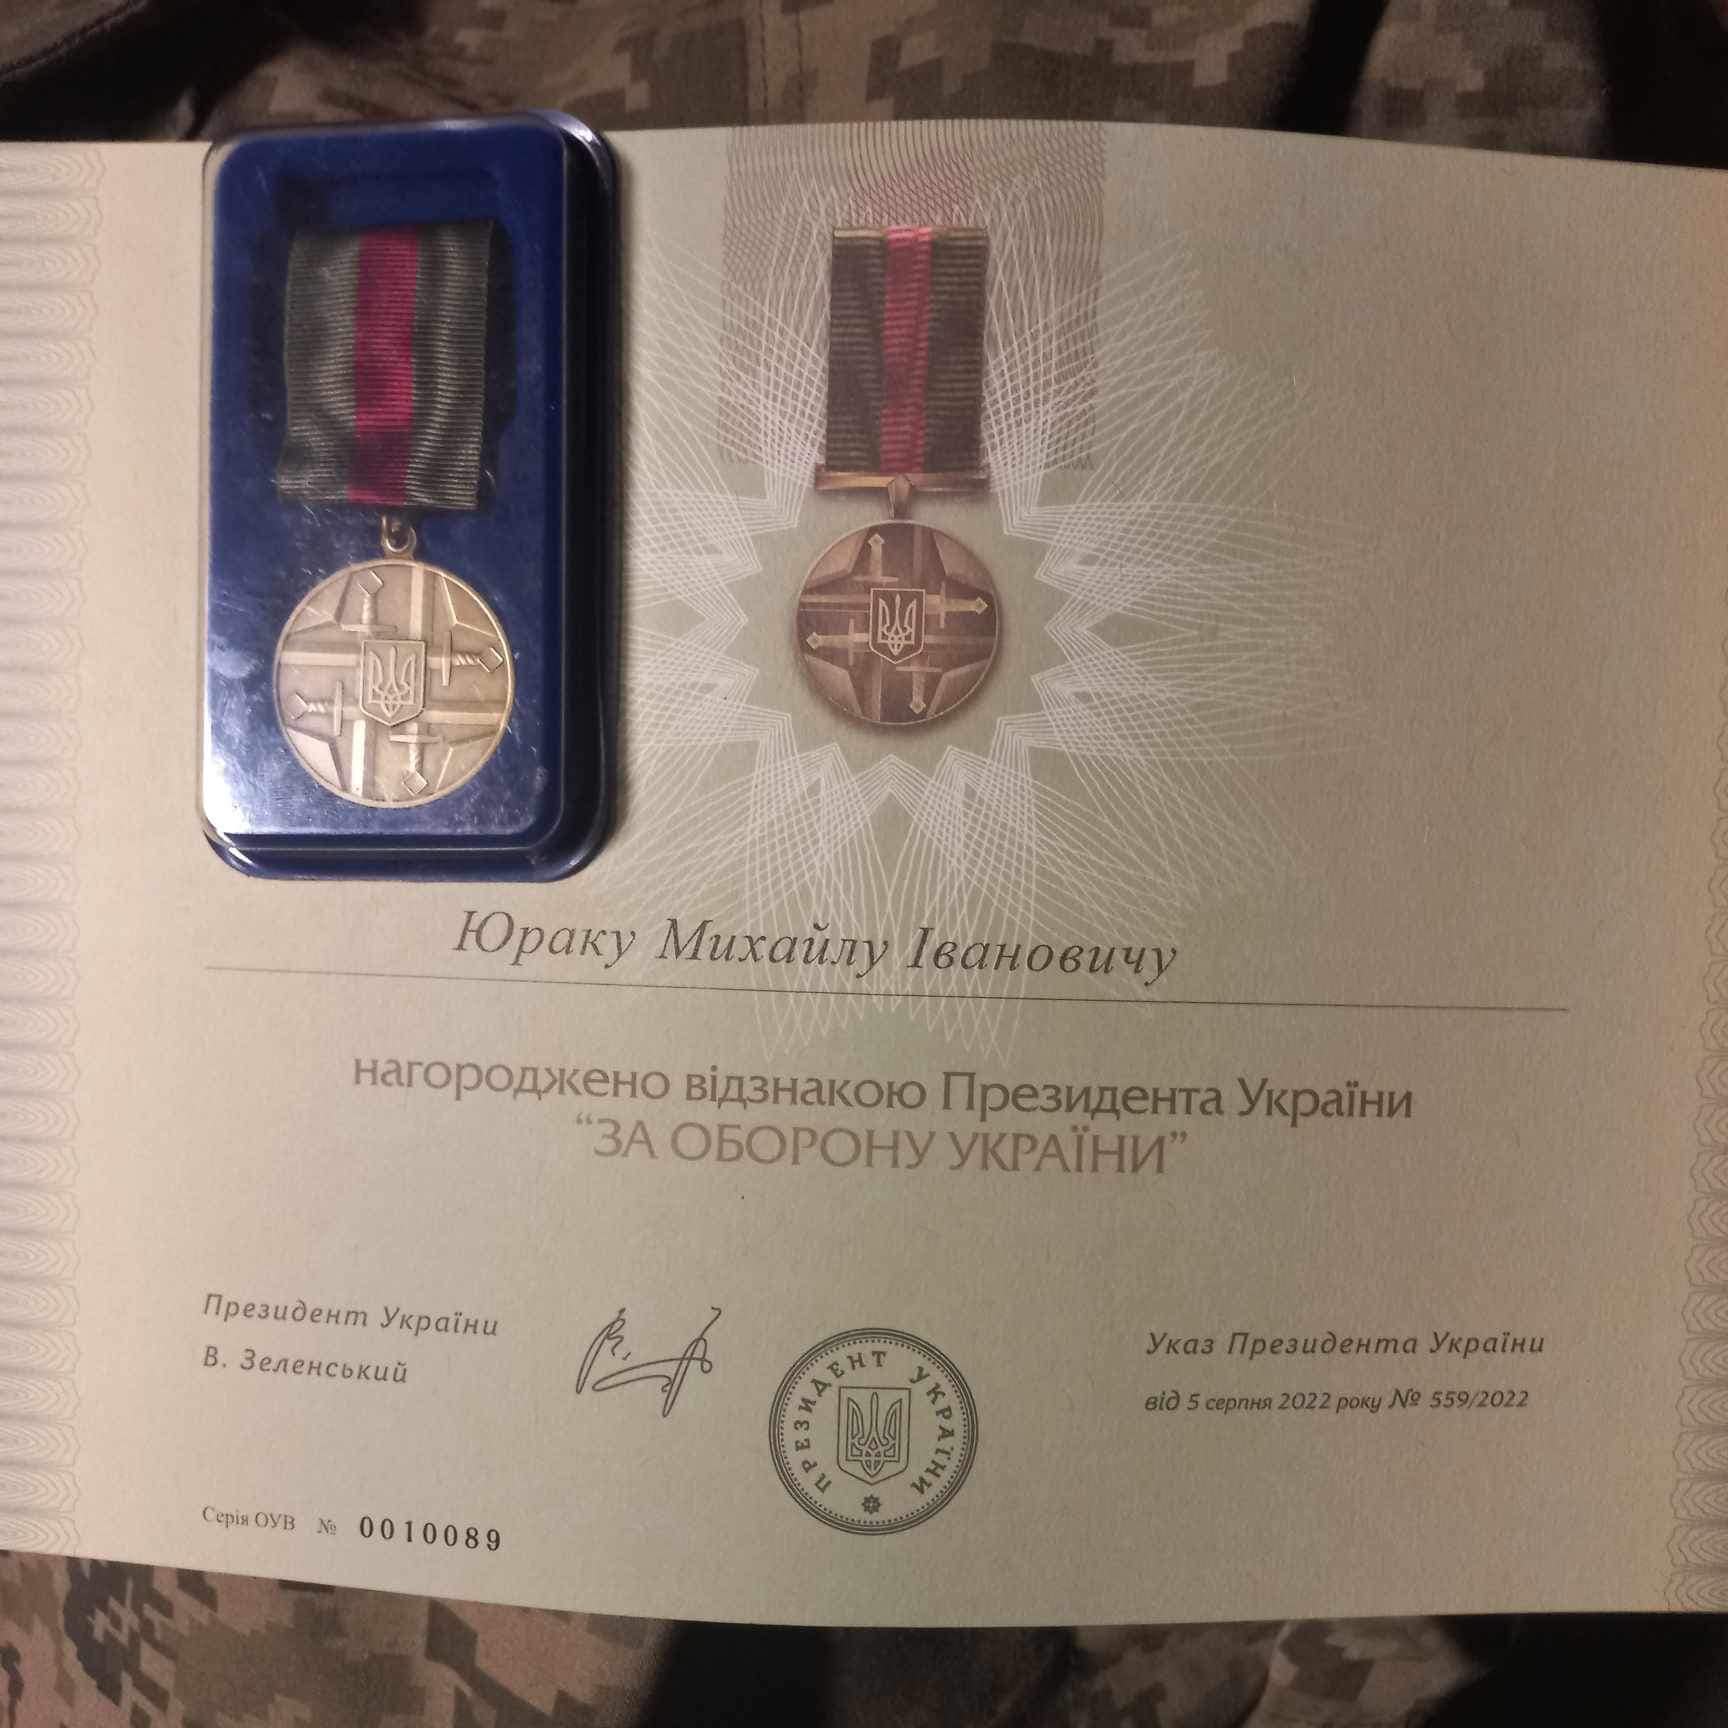 Юраку Михайлу Івановичу
нагороджено відзнакою Президента України
“ЗА ОБОРОНУ УКРАЇНИ”
Президент України
В. Зеленський
ПРЕЗИДЕНТ УКРАЇНИ
Указ Президента України
від 5 серпня 2022 року № 559/2022
Серія ОУВ № 0010089